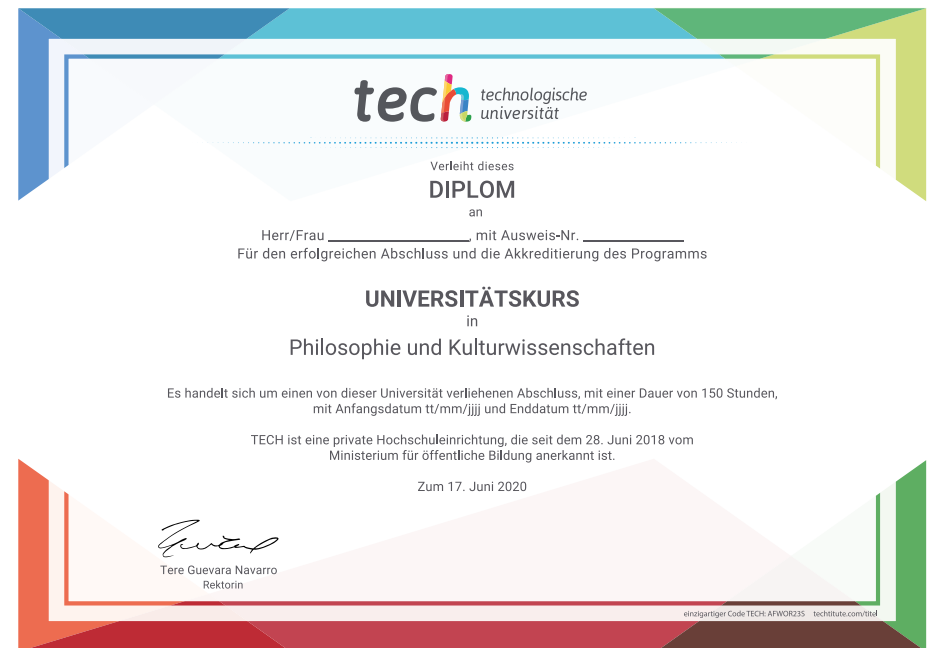 tech technologische
universität
Verleiht dieses
DIPLOM
an
Herr/Frau ____________________, mit Ausweis-Nr. ______________
Für den erfolgreichen Abschluss und die Akkreditierung des Programms
UNIVERSITÄTSKURS
in
Philosophie und Kulturwissenschaften
Es handelt sich um einen von dieser Universität verliehenen Abschluss, mit einer Dauer von 150 Stunden,
mit Anfangsdatum tt/mm/jjjj und Enddatum tt/mm/jjjj.
TECH ist eine private Hochschuleinrichtung, die seit dem 28. Juni 2018 vom
Ministerium für öffentliche Bildung anerkannt ist.
Zum 17. Juni 2020
Tere Guevara Navarro
Rektorin
einzigartiger Code TECH: AFWOR23S techtitute.com/titel